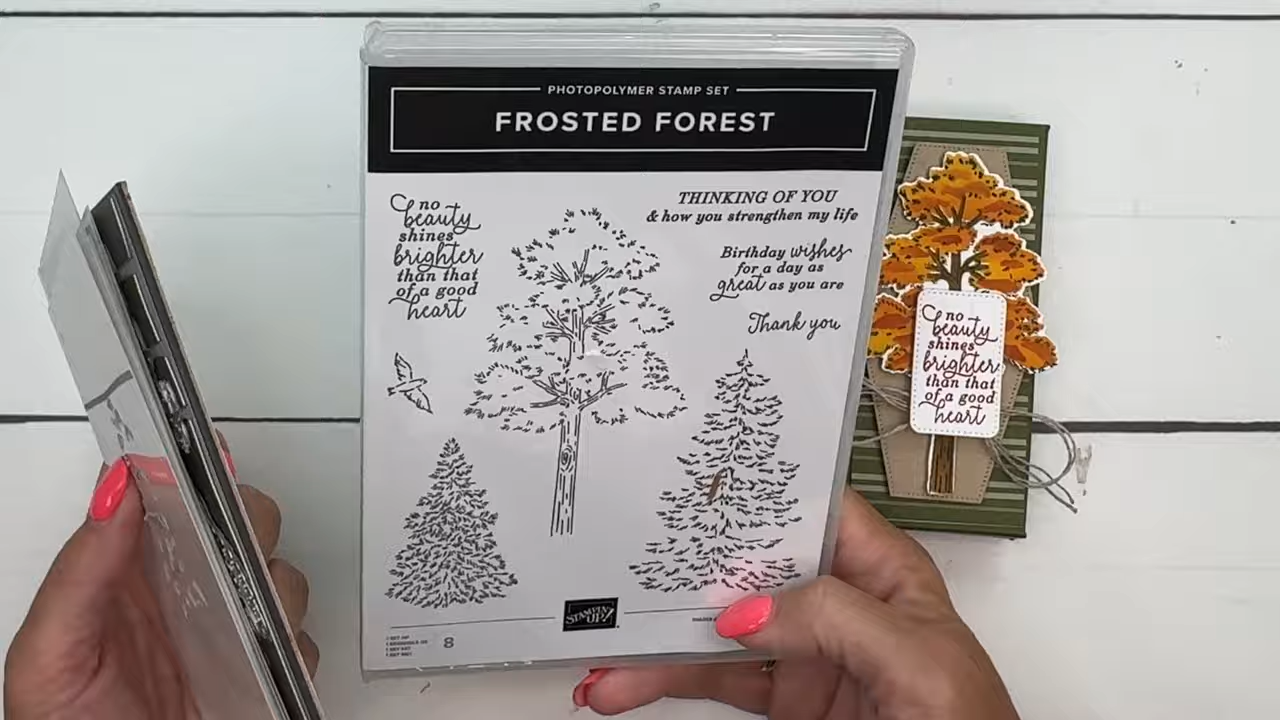 PHOTOPOLYMER STAMP SET
FROSTED FOREST
no
beauty
shines
brighter
than that
of a good
heart
THINKING OF YOU
& how you strengthen my life
Birthday wishes
for a day as
great as you are
Thank you
STAMPIN' UP!
8
no
beauty
shines
brighter
than that
of a good
heart